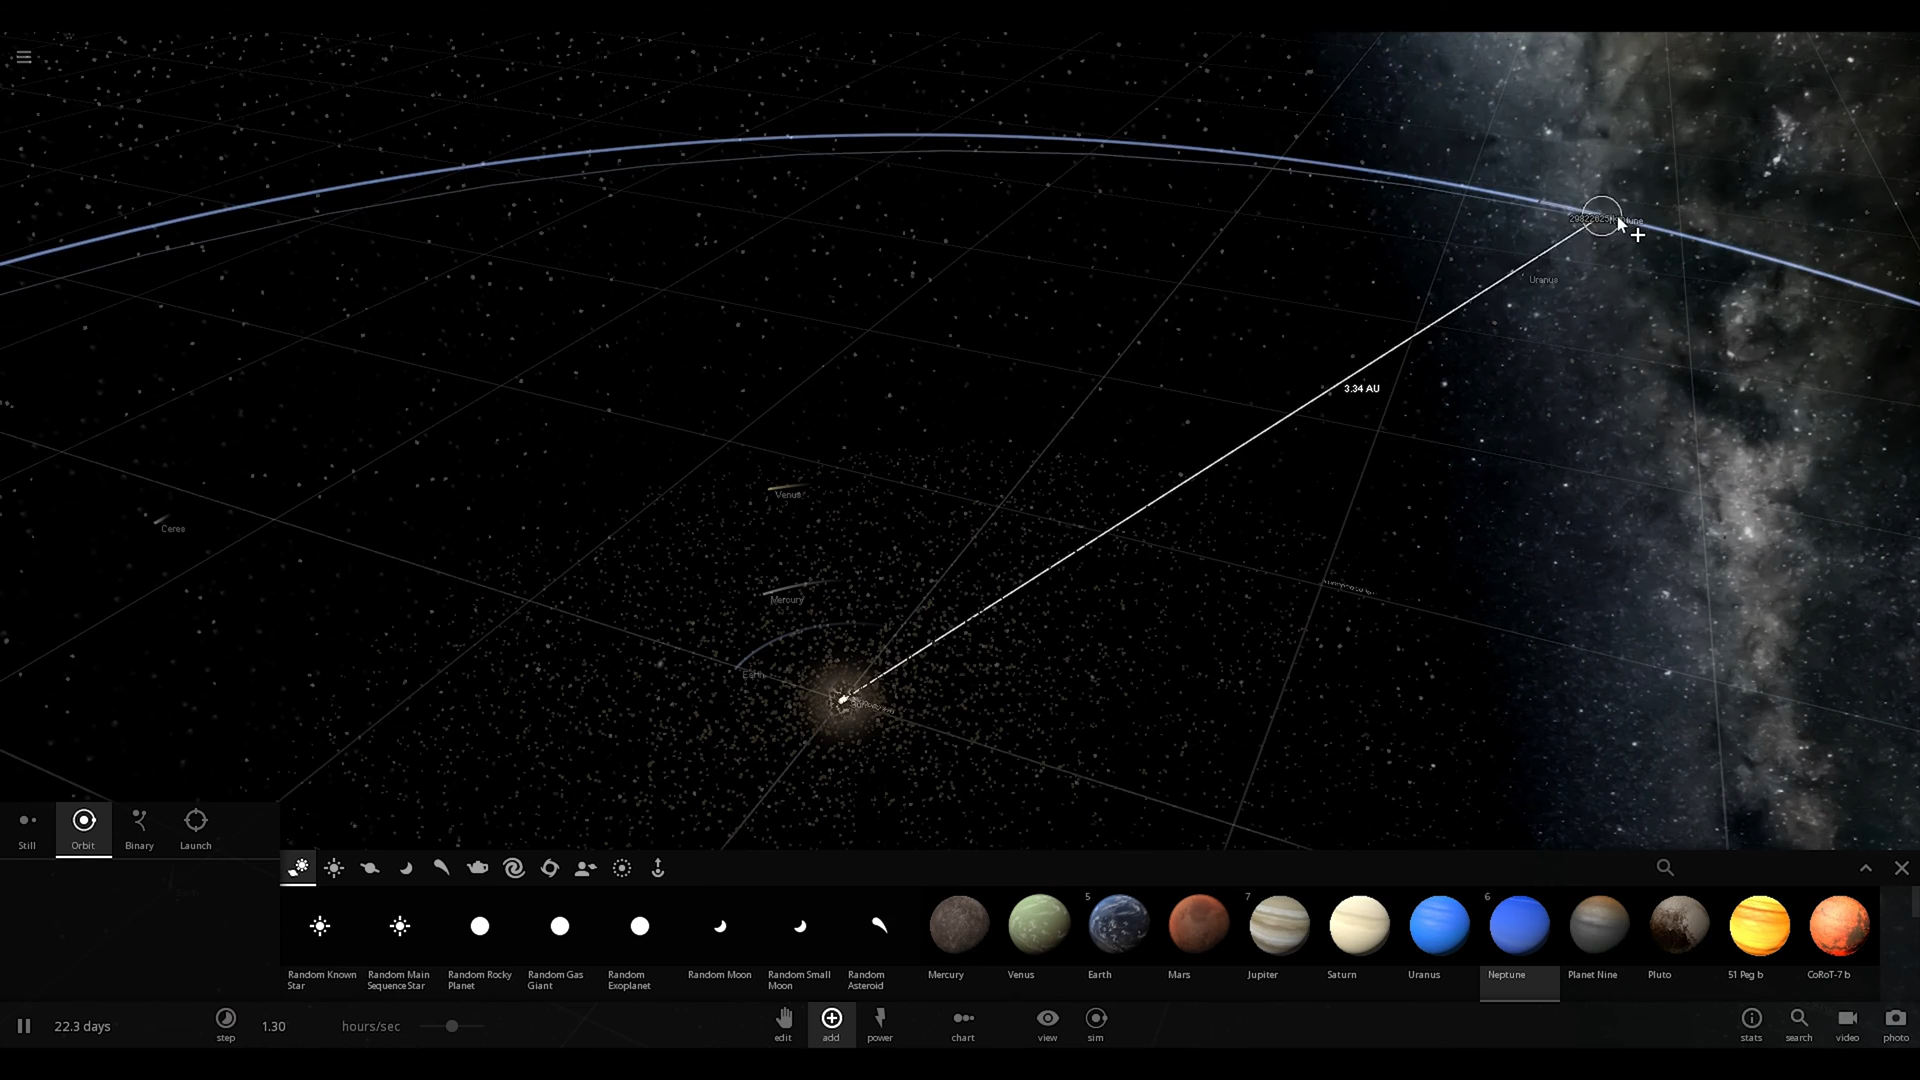 Uranus
3.34 AU
Venus
Ceres
Mercury
Earth
Still
Orbit
Binary
Launch
5
7
6
Random Known
Star
Random Main
Sequence Star
Random Rocky
Planet
Random Gas
Giant
Random
Exoplanet
Random Moon
Random Small
Moon
Random
Asteroid
Mercury
Venus
Earth
Mars
Jupiter
Saturn
Uranus
Neptune
Planet Nine
Pluto
51 Peg b
CoRoT-7 b
22.3 days
step
1.30
hours/sec
edit
add
power
chart
view
sim
stats
search
video
photo